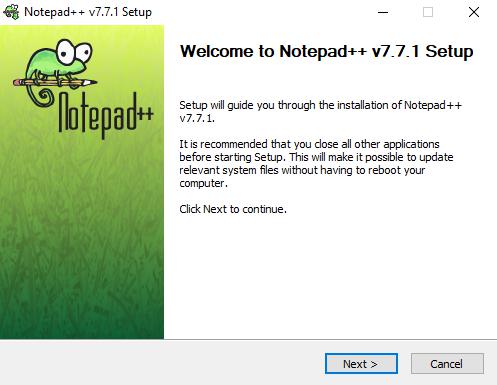 Notepad++ v7.7.1 Setup
Notepad++
Welcome to Notepad++ v7.7.1 Setup
Setup will guide you through the installation of Notepad++
v7.7.1.
It is recommended that you close all other applications
before starting Setup. This will make it possible to update
relevant system files without having to reboot your
computer.
Click Next to continue.
Next >
Cancel